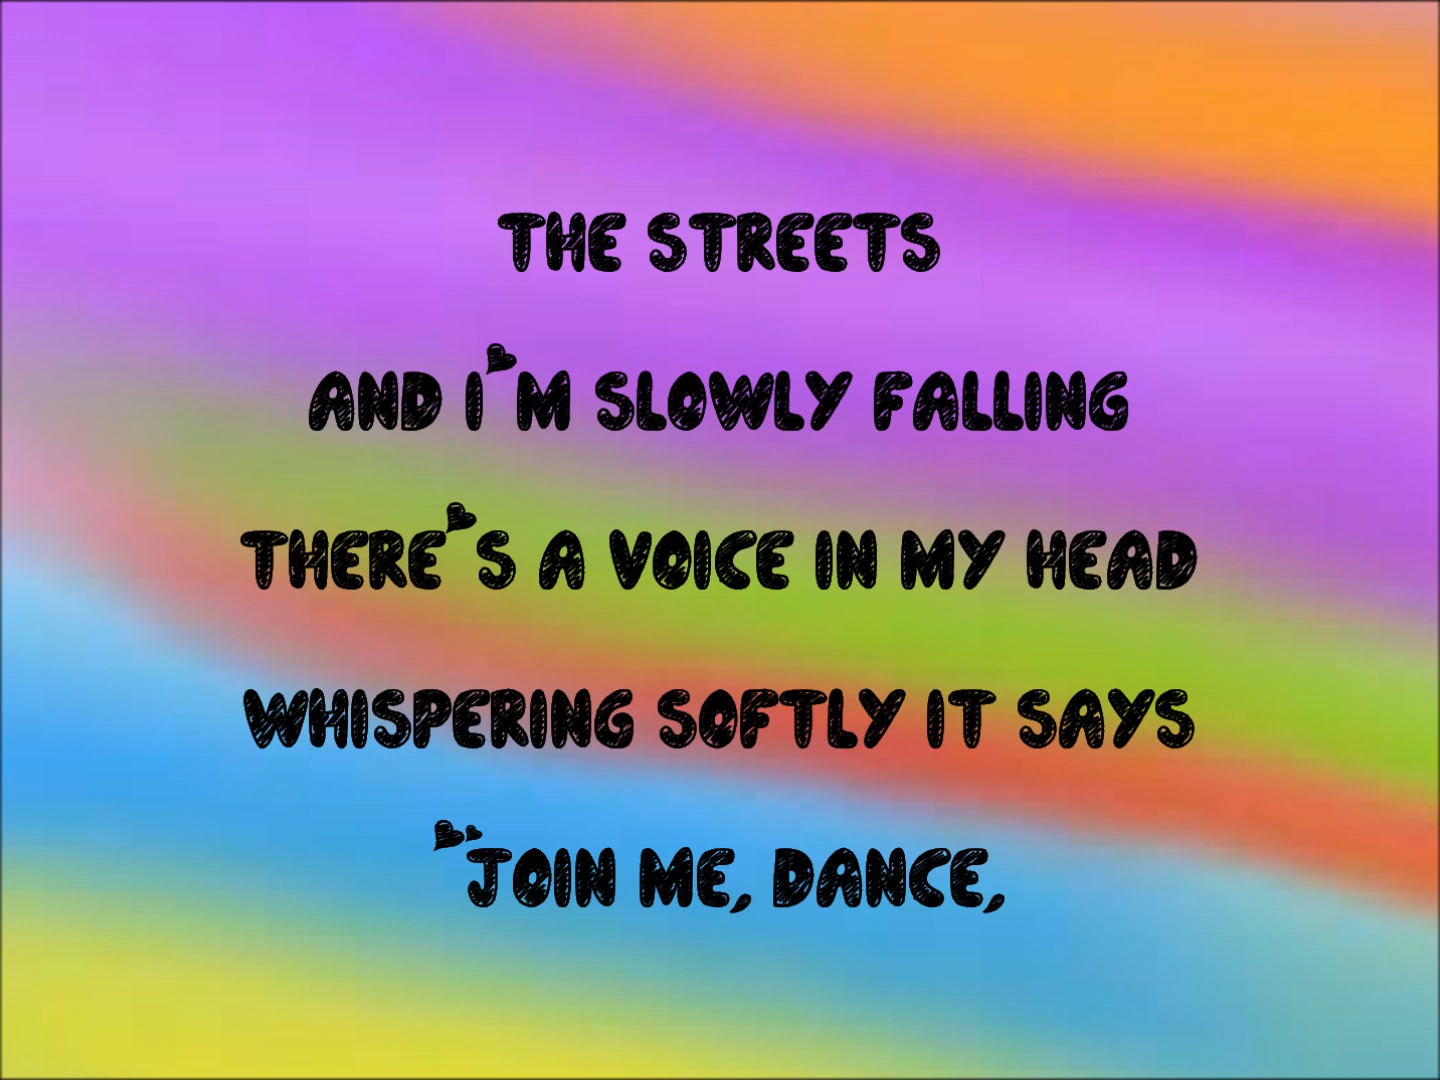 THE STREETS
AND I'M SLOWLY FALLING
THERE'S A VOICE IN MY HEAD
WHISPERING SOFTLY IT SAYS
"JOIN ME, DANCE,